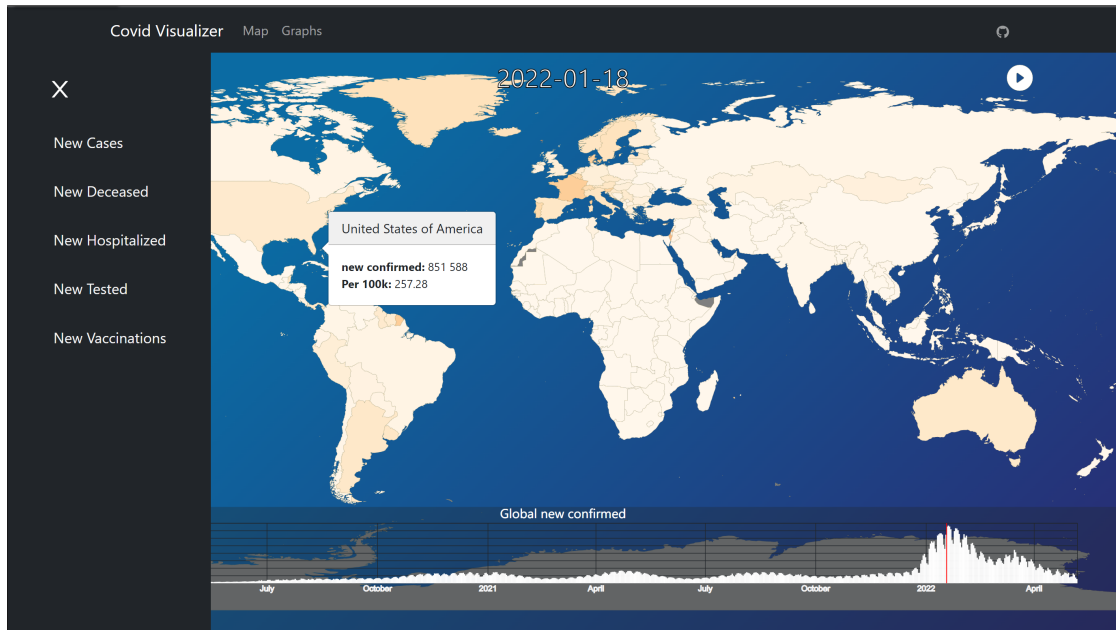 Covid Visualizer Map Graphs
X
2022-01-18
New Cases
New Deceased
New Hospitalized
New Tested
New Vaccinations
United States of America
new confirmed: 851 588
Per 100k: 257.28
Global new confirmed
July October 2021 April July October 2022 April